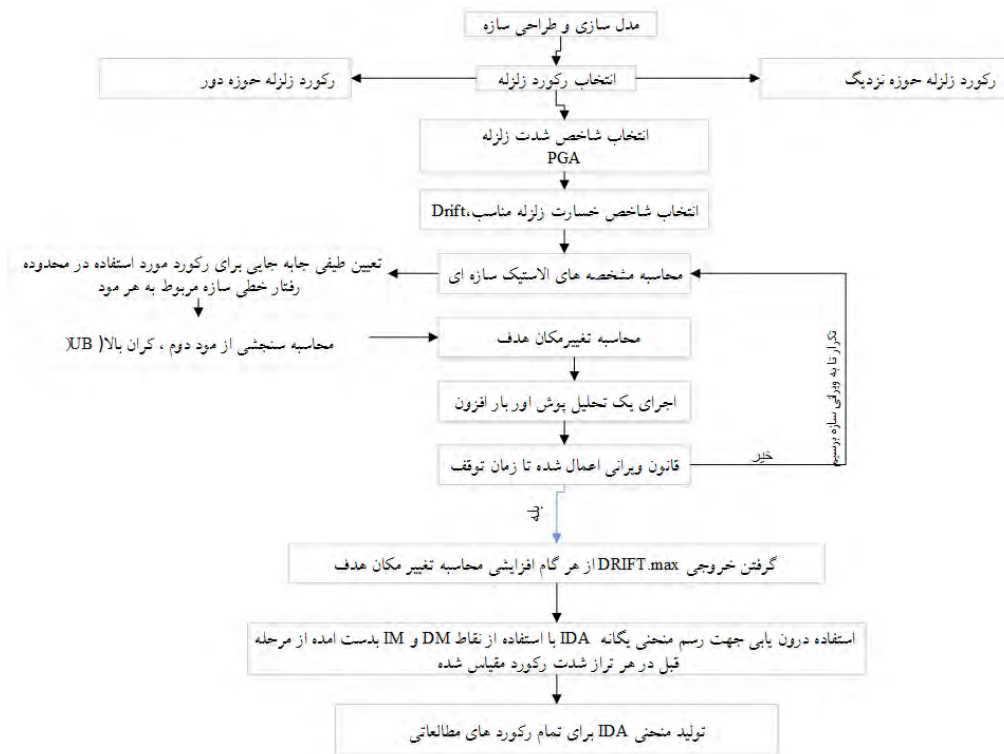 مدل سازی و طراحی سازه
رکورد زلزله حوزه نزدیگ
انتخاب رکورد زلزله
رکورد زلزله حوزه دور
انتخاب شاخص شدت زلزله
PGA
انتخاب شاخص خسارت زلزله مناسب،Drift
محاسبه مشخصه های الاستیک سازه ای
تعیین طیفی جابه جایی برای رکورد مورد استفاده در محدوده
رفتار خطی سازه مربوط به هر مود
محاسبه سنجشی از مود دوم ، کران بالا( UB(
محاسبه تغییرمکان هدف
اجرای یک تحلیل پوش اور بار افزون
قانون ویرانی اعمال شده تا زمان توقف
خیر
تکرار تا به ویرانی سازه برسیم
بله
گرفتن خروجی DRIFT.max از هر گام افزایشی محاسبه تغییر مکان هدف
استفاده درون یابی جهت رسم منحنی یگانه IDA با استفاده از نقاط DM و IM بدست امده از مرحله
قبل در هر تراز شدت رکورد مقیاس شده
تولید منحنی IDA برای تمام رکورد های مطالعاتی